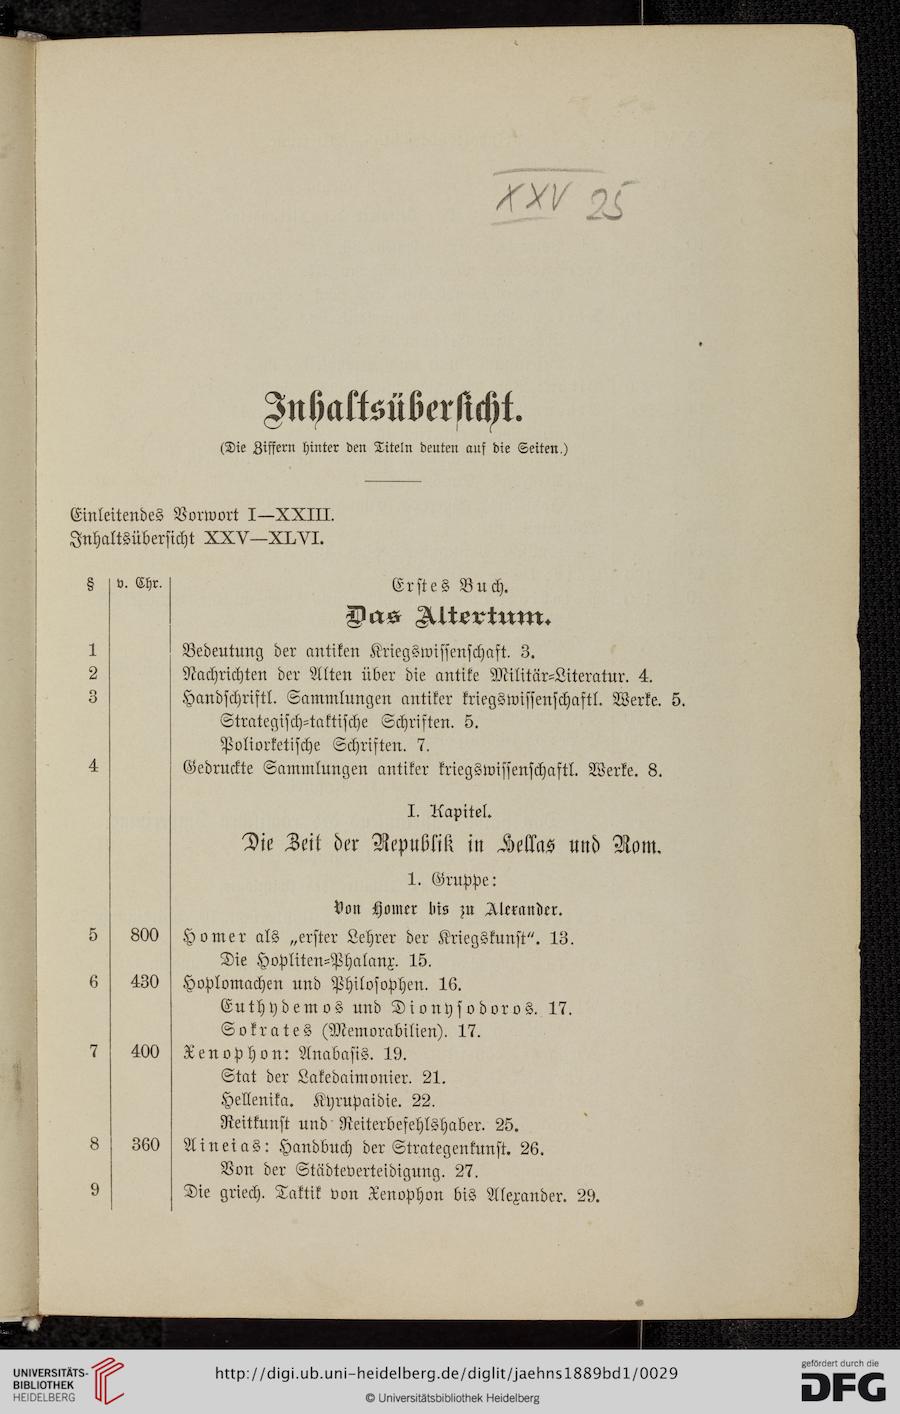 XXV 25
Inhaltsübersicht.
(Die Ziffern hinter den Titeln deuten auf die Seiten.)
Einleitendes Vorwort I—XXIII.
Inhaltsübersicht XXV—XLVI.
§ v. Chr. Erstes Buch.
Das Altertum.
1 Bedeutung der antiken Kriegswissenschaft. 3.
2 Nachrichten der Alten über die antike Militär-Literatur. 4.
3 Handschriftl. Sammlungen antiker kriegswissenschaftl. Werke. 5.
Strategisch-taktische Schriften. 5.
Poliorketische Schriften. 7.
4 Gedruckte Sammlungen antiker kriegswissenschaftl. Werke. 8.
I. Kapitel.
Die Zeit der Republik in Hellas und Rom.
1. Gruppe:
Von Homer bis zu Alexander.
5 800 Homer als „erster Lehrer der Kriegskunst“. 13.
Die Hopliten-Phalanx. 15.
6 430 Hoplomachen und Philosophen. 16.
Euthydemos und Dionysodoros. 17.
Sokrates (Memorabilien). 17.
7 400 Xenophon: Anabasis. 19.
Stat der Lakedaimonier. 21.
Hellenika. Kyrupaidie. 22.
Reitkunst und Reiterbefehlshaber. 25.
8 360 Aineias: Handbuch der Strategenkunst. 26.
Von der Städteverteidigung. 27.
9 Die griech. Taktik von Xenophon bis Alexander. 29.
UNIVERSITÄTS-
BIBLIOTHEK
HEIDELBERG
http://digi.ub.uni-heidelberg.de/diglit/jaehns1889bd1/0029
© Universitätsbibliothek Heidelberg
gefördert durch die
DFG